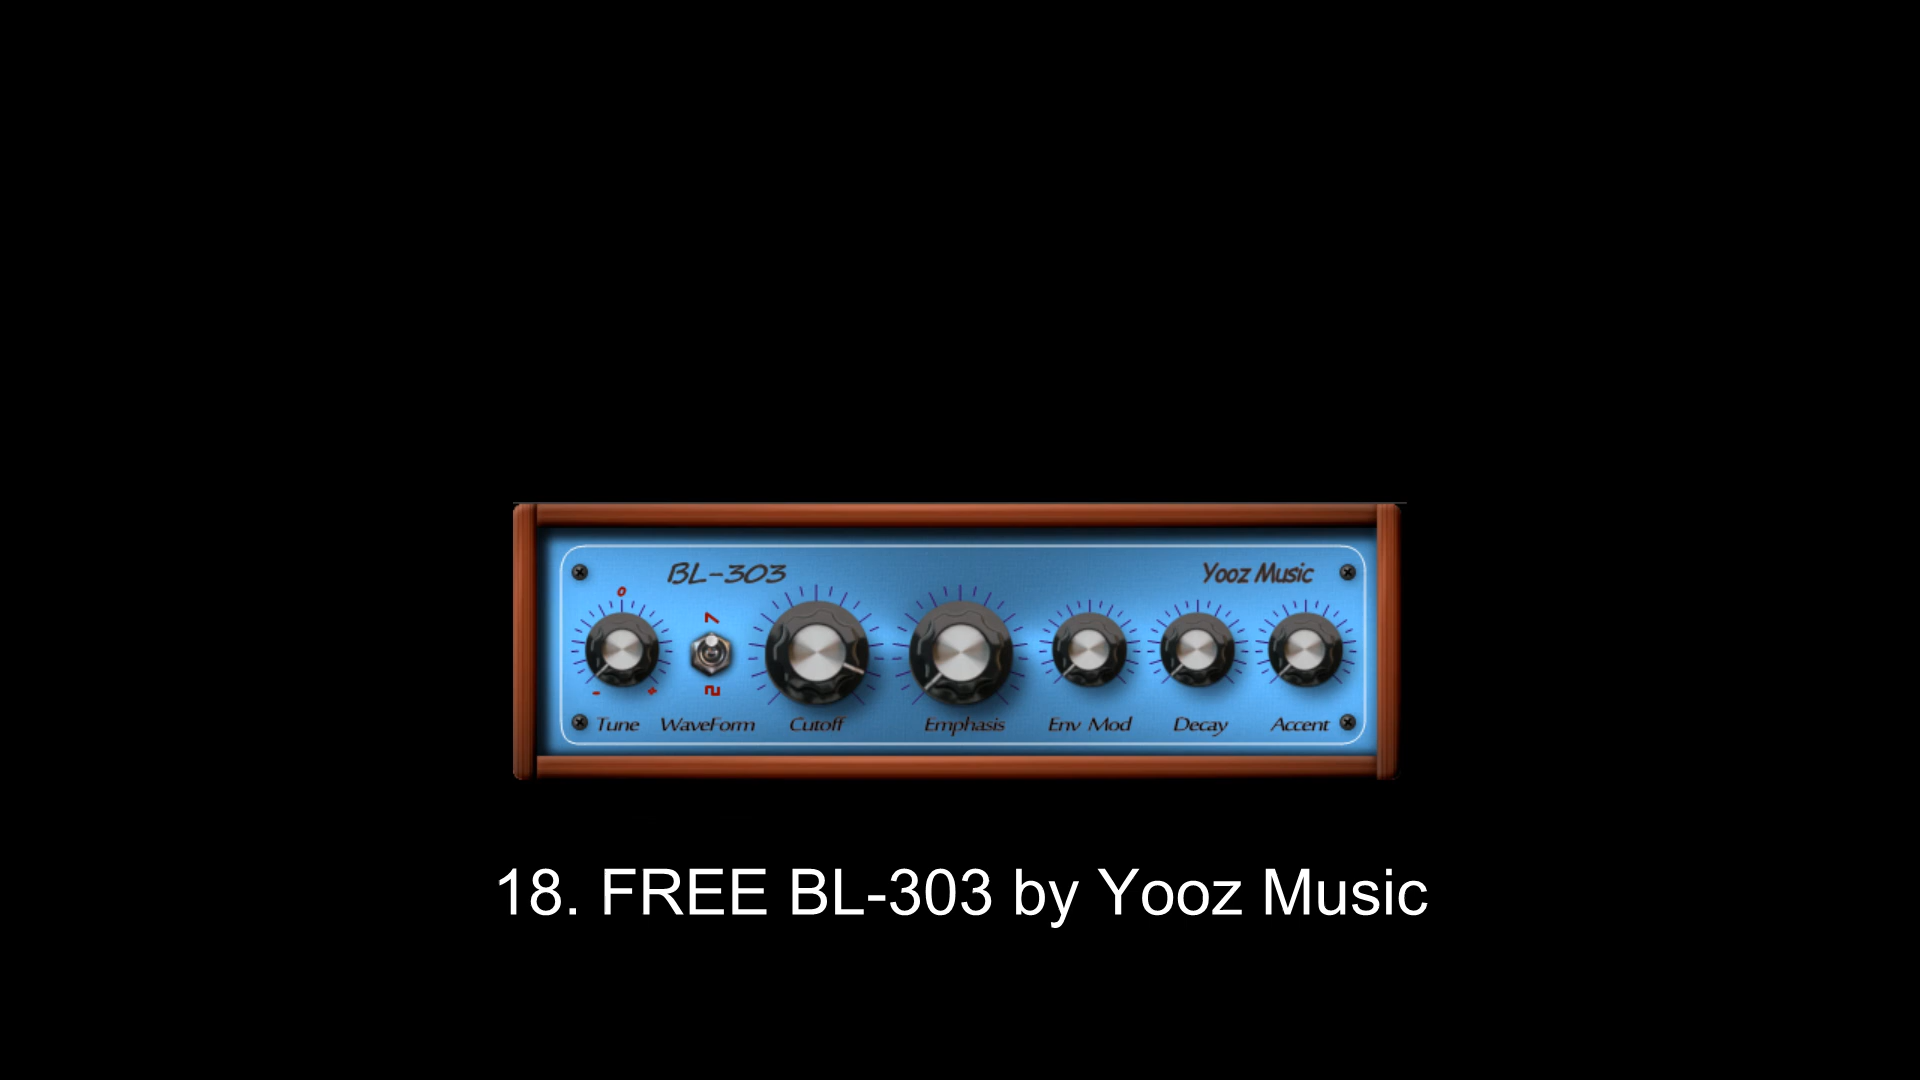 BL-303
Yooz Music
0
- +
Tune WaveForm Cutoff Emphasis Env Mod Decay Accent
18. FREE BL-303 by Yooz Music